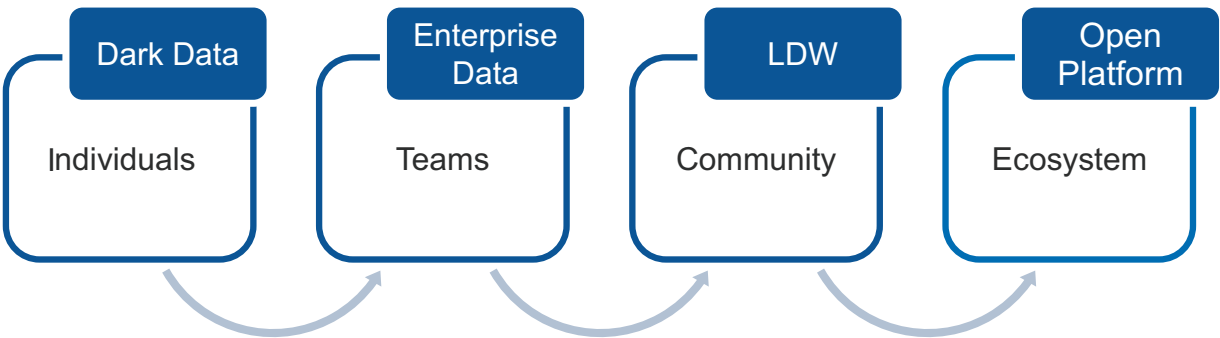 Dark Data
Individuals
Enterprise
Data
Teams
LDW
Community
Open
Platform
Ecosystem